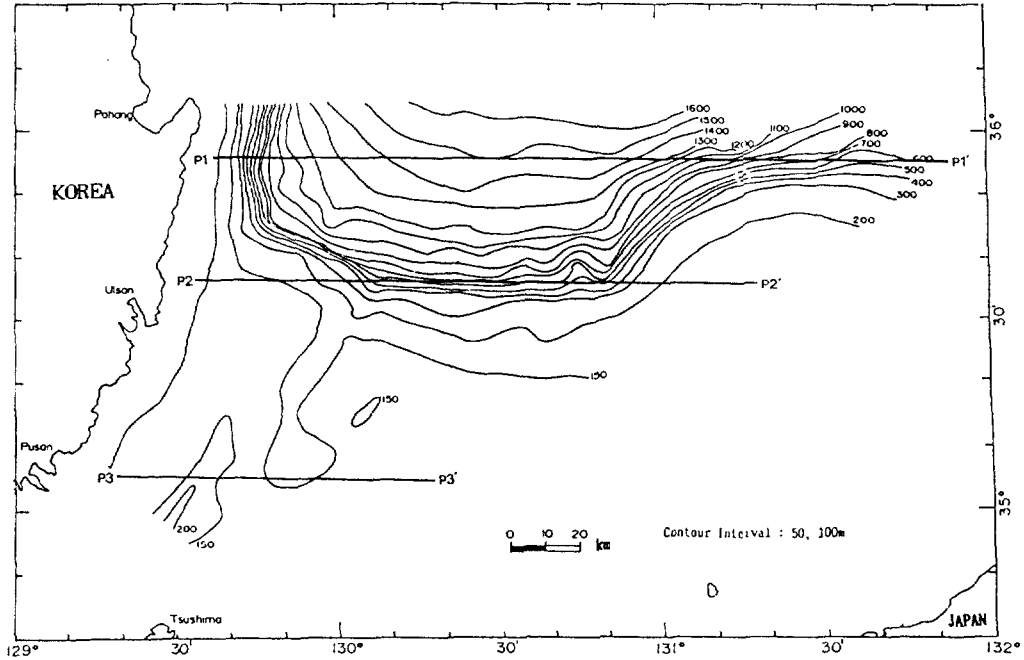 Pohang
KOREA
Ulsan
Pusan
Tsushima
JAPAN
P1
P1'
P2
P2'
P3
P3'
1600
1500
1400
1300
1200
1100
1000
900
800
700
600
500
400
300
200
150
150
200
150
0 10 20 km
Contour Interval : 50, 100m
36°
30'
35°
129°
30'
130°
30'
131°
30'
132°